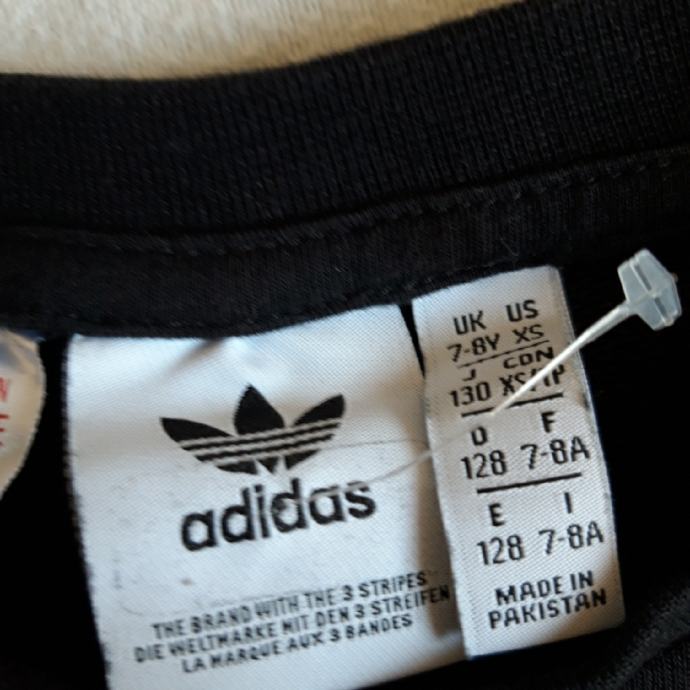 adidas
THE BRAND WITH THE 3 STRIPES
DIE WELTMARKE MIT DEN 3 STREIFEN
LA MARQUE AUX 3 BANDES
UK US
7-8Y XS
J CDN
130 XS/TP
D F
128 7-8A
E I
128 7-8A
MADE IN
PAKISTAN